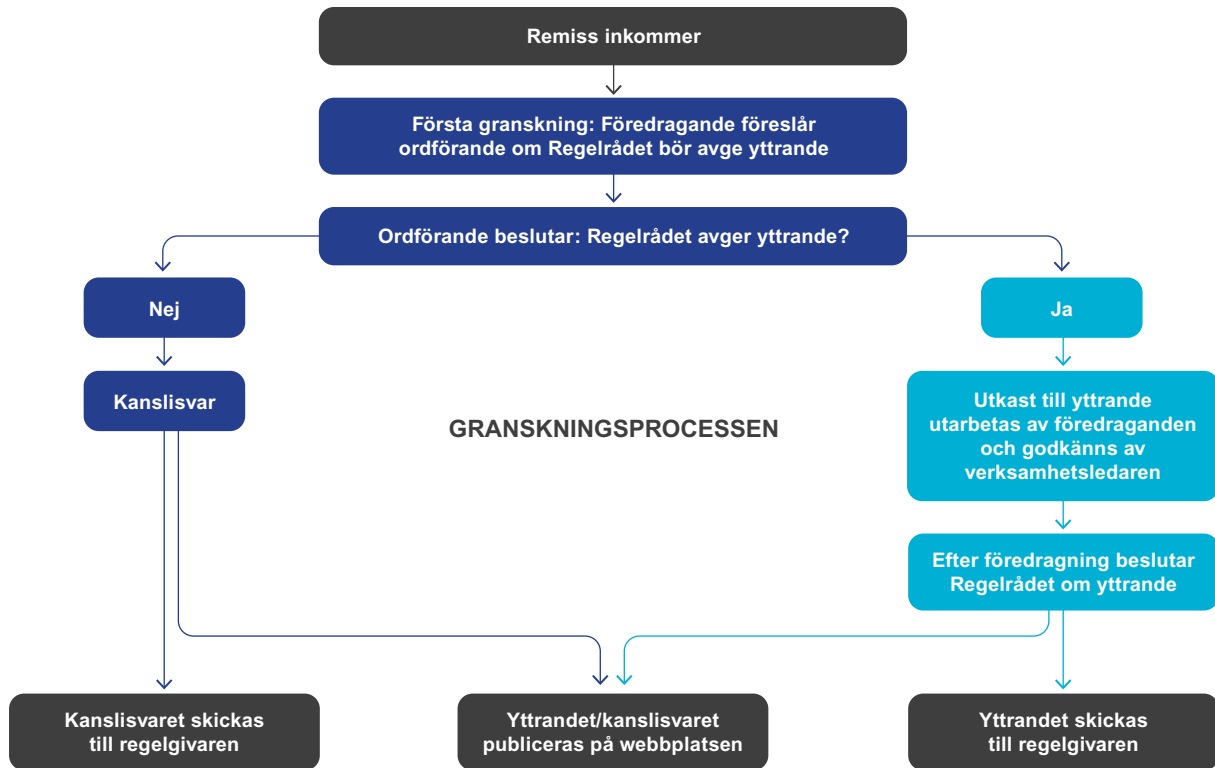 Remiss inkommer
Första granskning: Föredragande föreslår
ordförande om Regelrådet bör avge yttrande
Ordförande beslutar: Regelrådet avger yttrande?
Nej
Ja
Kanslisvar
GRANSKNINGSPROCESSEN
Utkast till yttrande
utarbetas av föredraganden
och godkänns av
verksamhetsledaren
Efter föredragning beslutar
Regelrådet om yttrande
Kanslisvaret skickas
till regelgivaren
Yttrandet/kanslisvaret
publiceras på webbplatsen
Yttrandet skickas
till regelgivaren